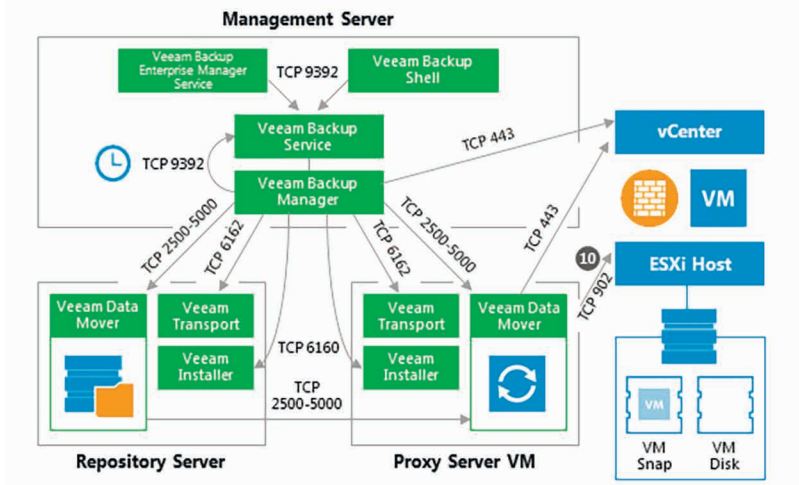 Management Server
Veeam Backup
Enterprise Manager
Service
TCP 9392
Veeam Backup
Shell
Veeam Backup
Service
TCP 9392
Veeam Backup
Manager
TCP 443
vCenter
VM
TCP 2500-5000
TCP 6162
TCP 6162
TCP 2500-5000
TCP 443
10
ESXi Host
TCP 902
Veeam Data
Mover
Veeam
Transport
Veeam
Installer
TCP 6160
TCP
2500-5000
Veeam
Transport
Veeam
Installer
Veeam Data
Mover
VM
VM
Snap
VM
Disk
Repository Server
Proxy Server VM